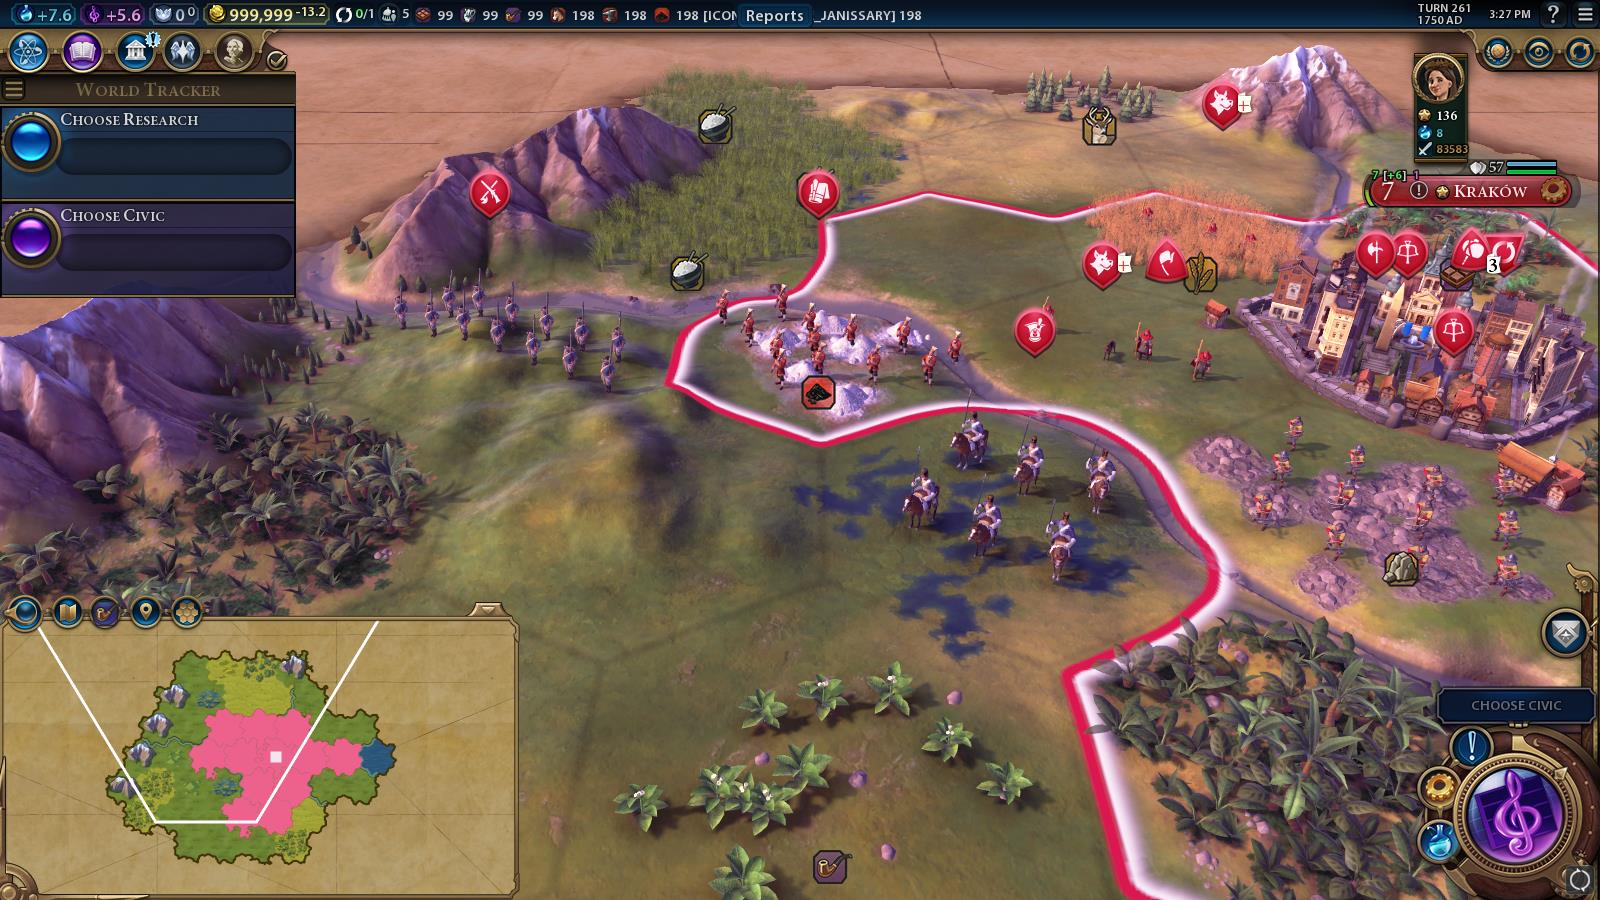 +7.6 +5.6 0 0 999,999 -13.2 0/1 5 99 99 99 198 198 198 [ICON Reports _JANISSARY] 198
TURN 261
1750 AD
3:27 PM ?
WORLD TRACKER
CHOOSE RESEARCH
CHOOSE CIVIC
136
8
83583
57
7 [+6] 1
7 ! KRAKÓW
3
CHOOSE CIVIC